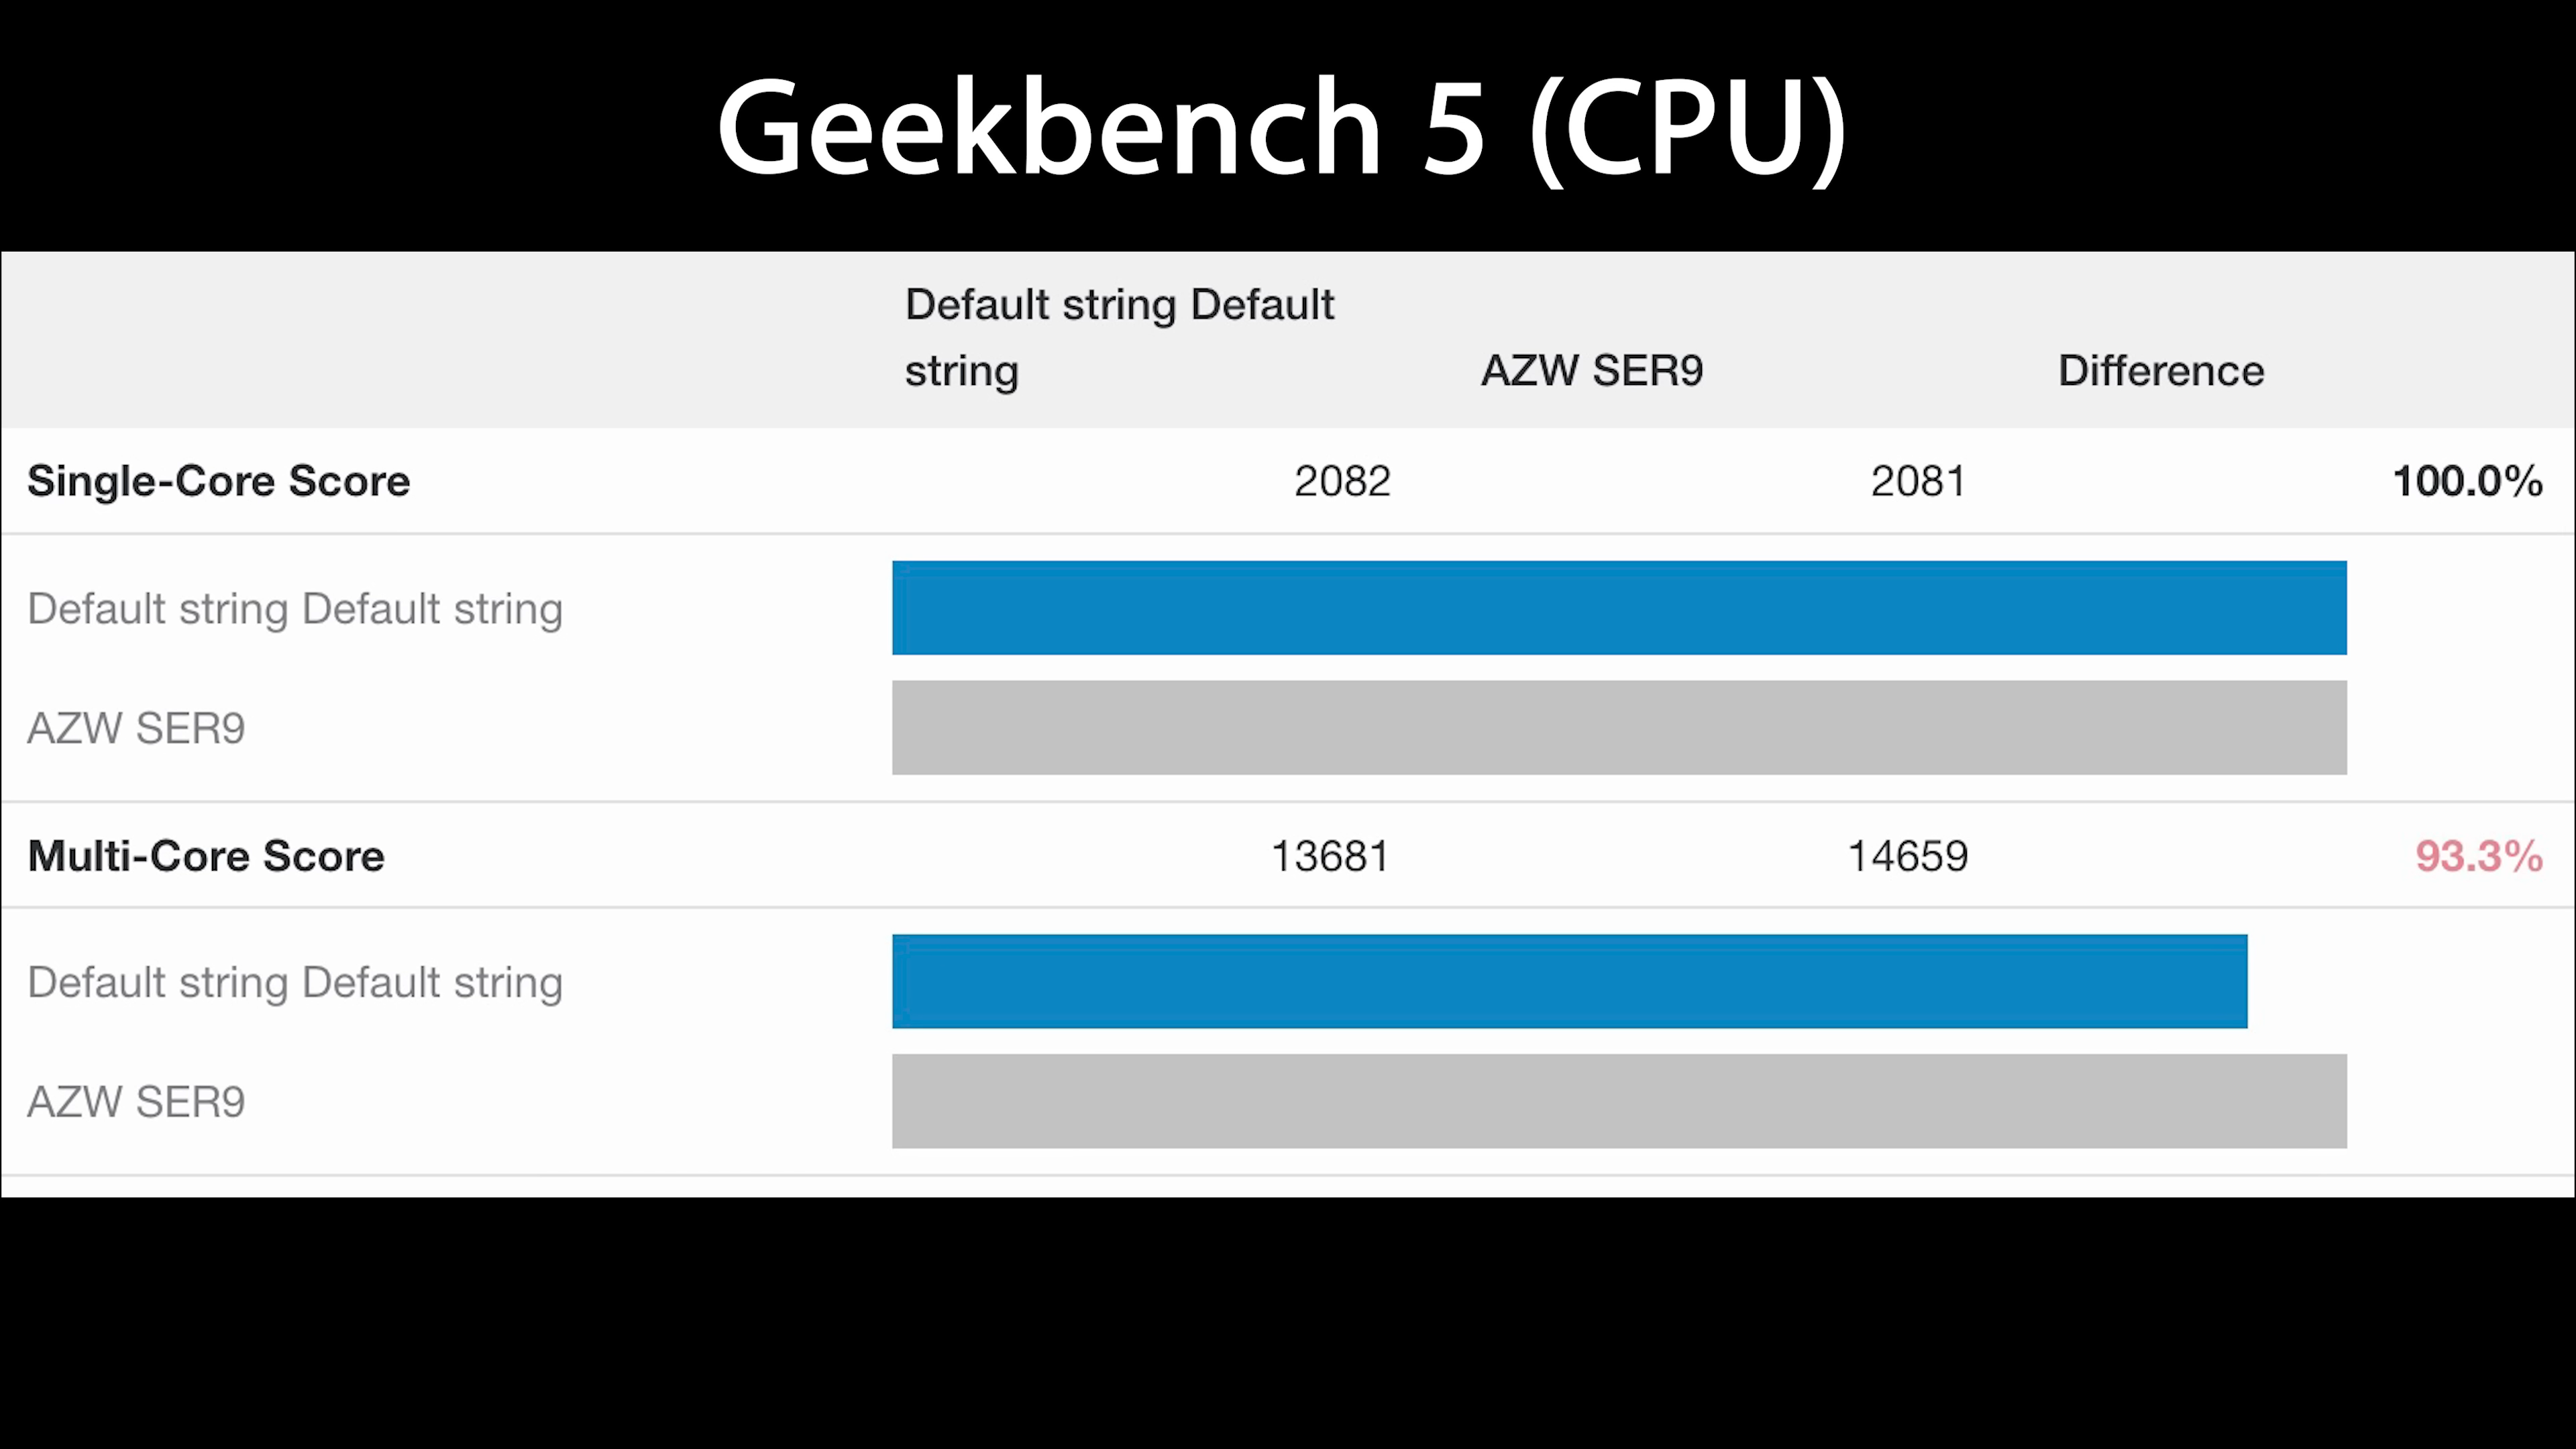 Geekbench 5 (CPU)
Default string Default
string
AZW SER9
Difference
Single-Core Score 2082 2081 100.0%
Default string Default string
AZW SER9
Multi-Core Score 13681 14659 93.3%
Default string Default string
AZW SER9